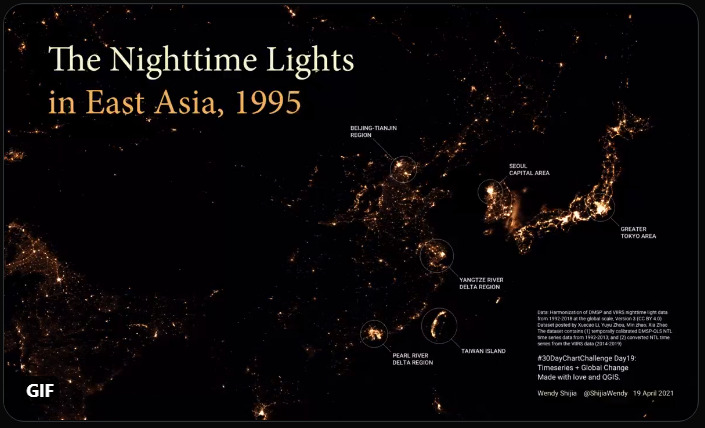 The Nighttime Lights
in East Asia, 1995
BEIJING-TIANJIN
REGION
SEOUL
CAPITAL AREA
GREATER
TOKYO AREA
YANGTZE RIVER
DELTA REGION
TAIWAN ISLAND
PEARL RIVER
DELTA REGION
Data: Harmonization of DMSP and VIIRS nighttime light data
from 1992-2018 at the global scale, Version 3 (CC BY 4.0)
Dataset posted by Xuecao Li, Yuyu Zhou, Min Zhao, Xia Zhao
The dataset contains (1) temporally calibrated DMSP-OLS NTL
time series data from 1992-2013; and (2) converted NTL time
series from the VIIRS data (2014-2019)
#30DayChartChallenge Day19:
Timeseries + Global Change
Made with love and QGIS.
Wendy Shijia @ShijiaWendy 19 April 2021
GIF